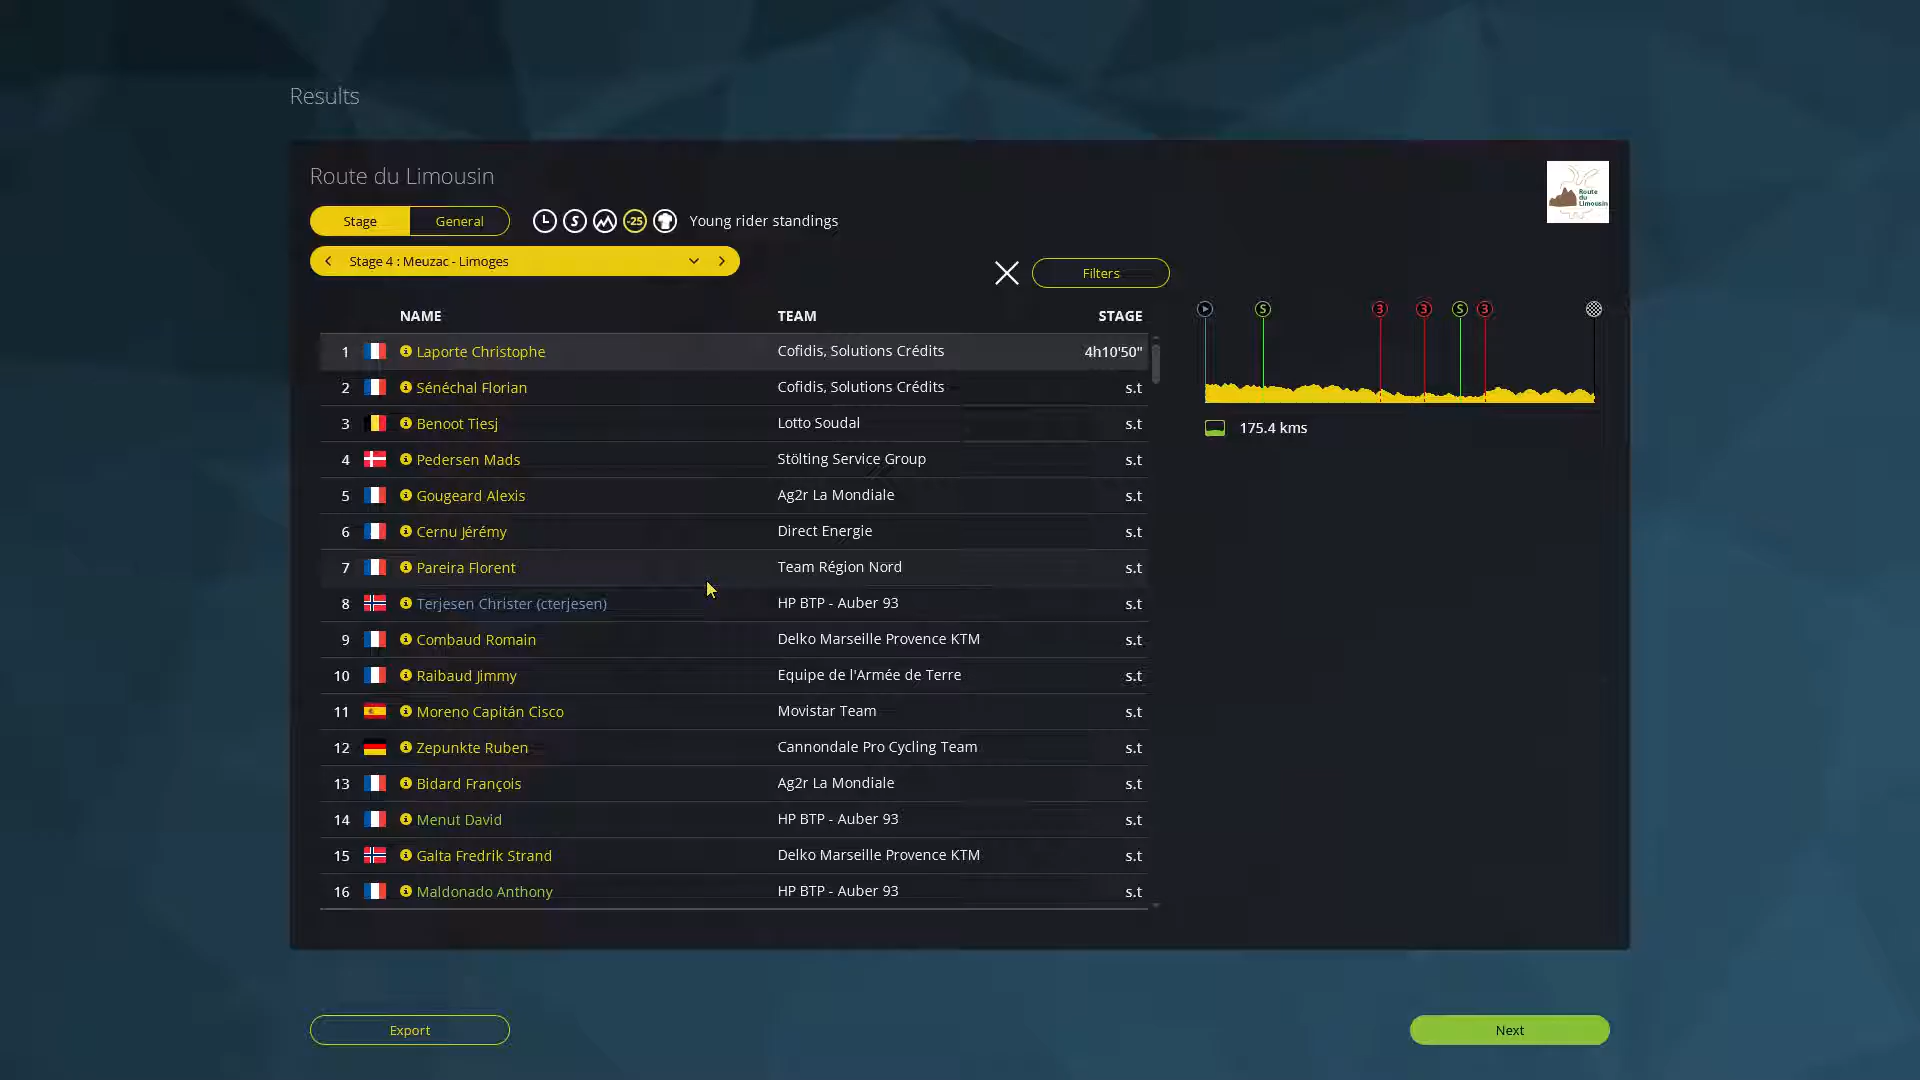 Results
Route du Limousin
Route
du
Limousin
Stage General S -25 Young rider standings
Stage 4 : Meuzac - Limoges
Filters
NAME TEAM STAGE
S 3 3 S 3
1 Laporte Christophe Cofidis, Solutions Crédits 4h10'50"
2 Sénéchal Florian Cofidis, Solutions Crédits s.t
3 Benoot Tiesj Lotto Soudal s.t
175.4 kms
4 Pedersen Mads Stölting Service Group s.t
5 Gougeard Alexis Ag2r La Mondiale s.t
6 Cernu Jérémy Direct Energie s.t
7 Pareira Florent Team Région Nord s.t
8 Terjesen Christer (cterjesen) HP BTP - Auber 93 s.t
9 Combaud Romain Delko Marseille Provence KTM s.t
10 Raibaud Jimmy Equipe de l'Armée de Terre s.t
11 Moreno Capitán Cisco Movistar Team s.t
12 Zepunkte Ruben Cannondale Pro Cycling Team s.t
13 Bidard François Ag2r La Mondiale s.t
14 Menut David HP BTP - Auber 93 s.t
15 Galta Fredrik Strand Delko Marseille Provence KTM s.t
16 Maldonado Anthony HP BTP - Auber 93 s.t
Export Next